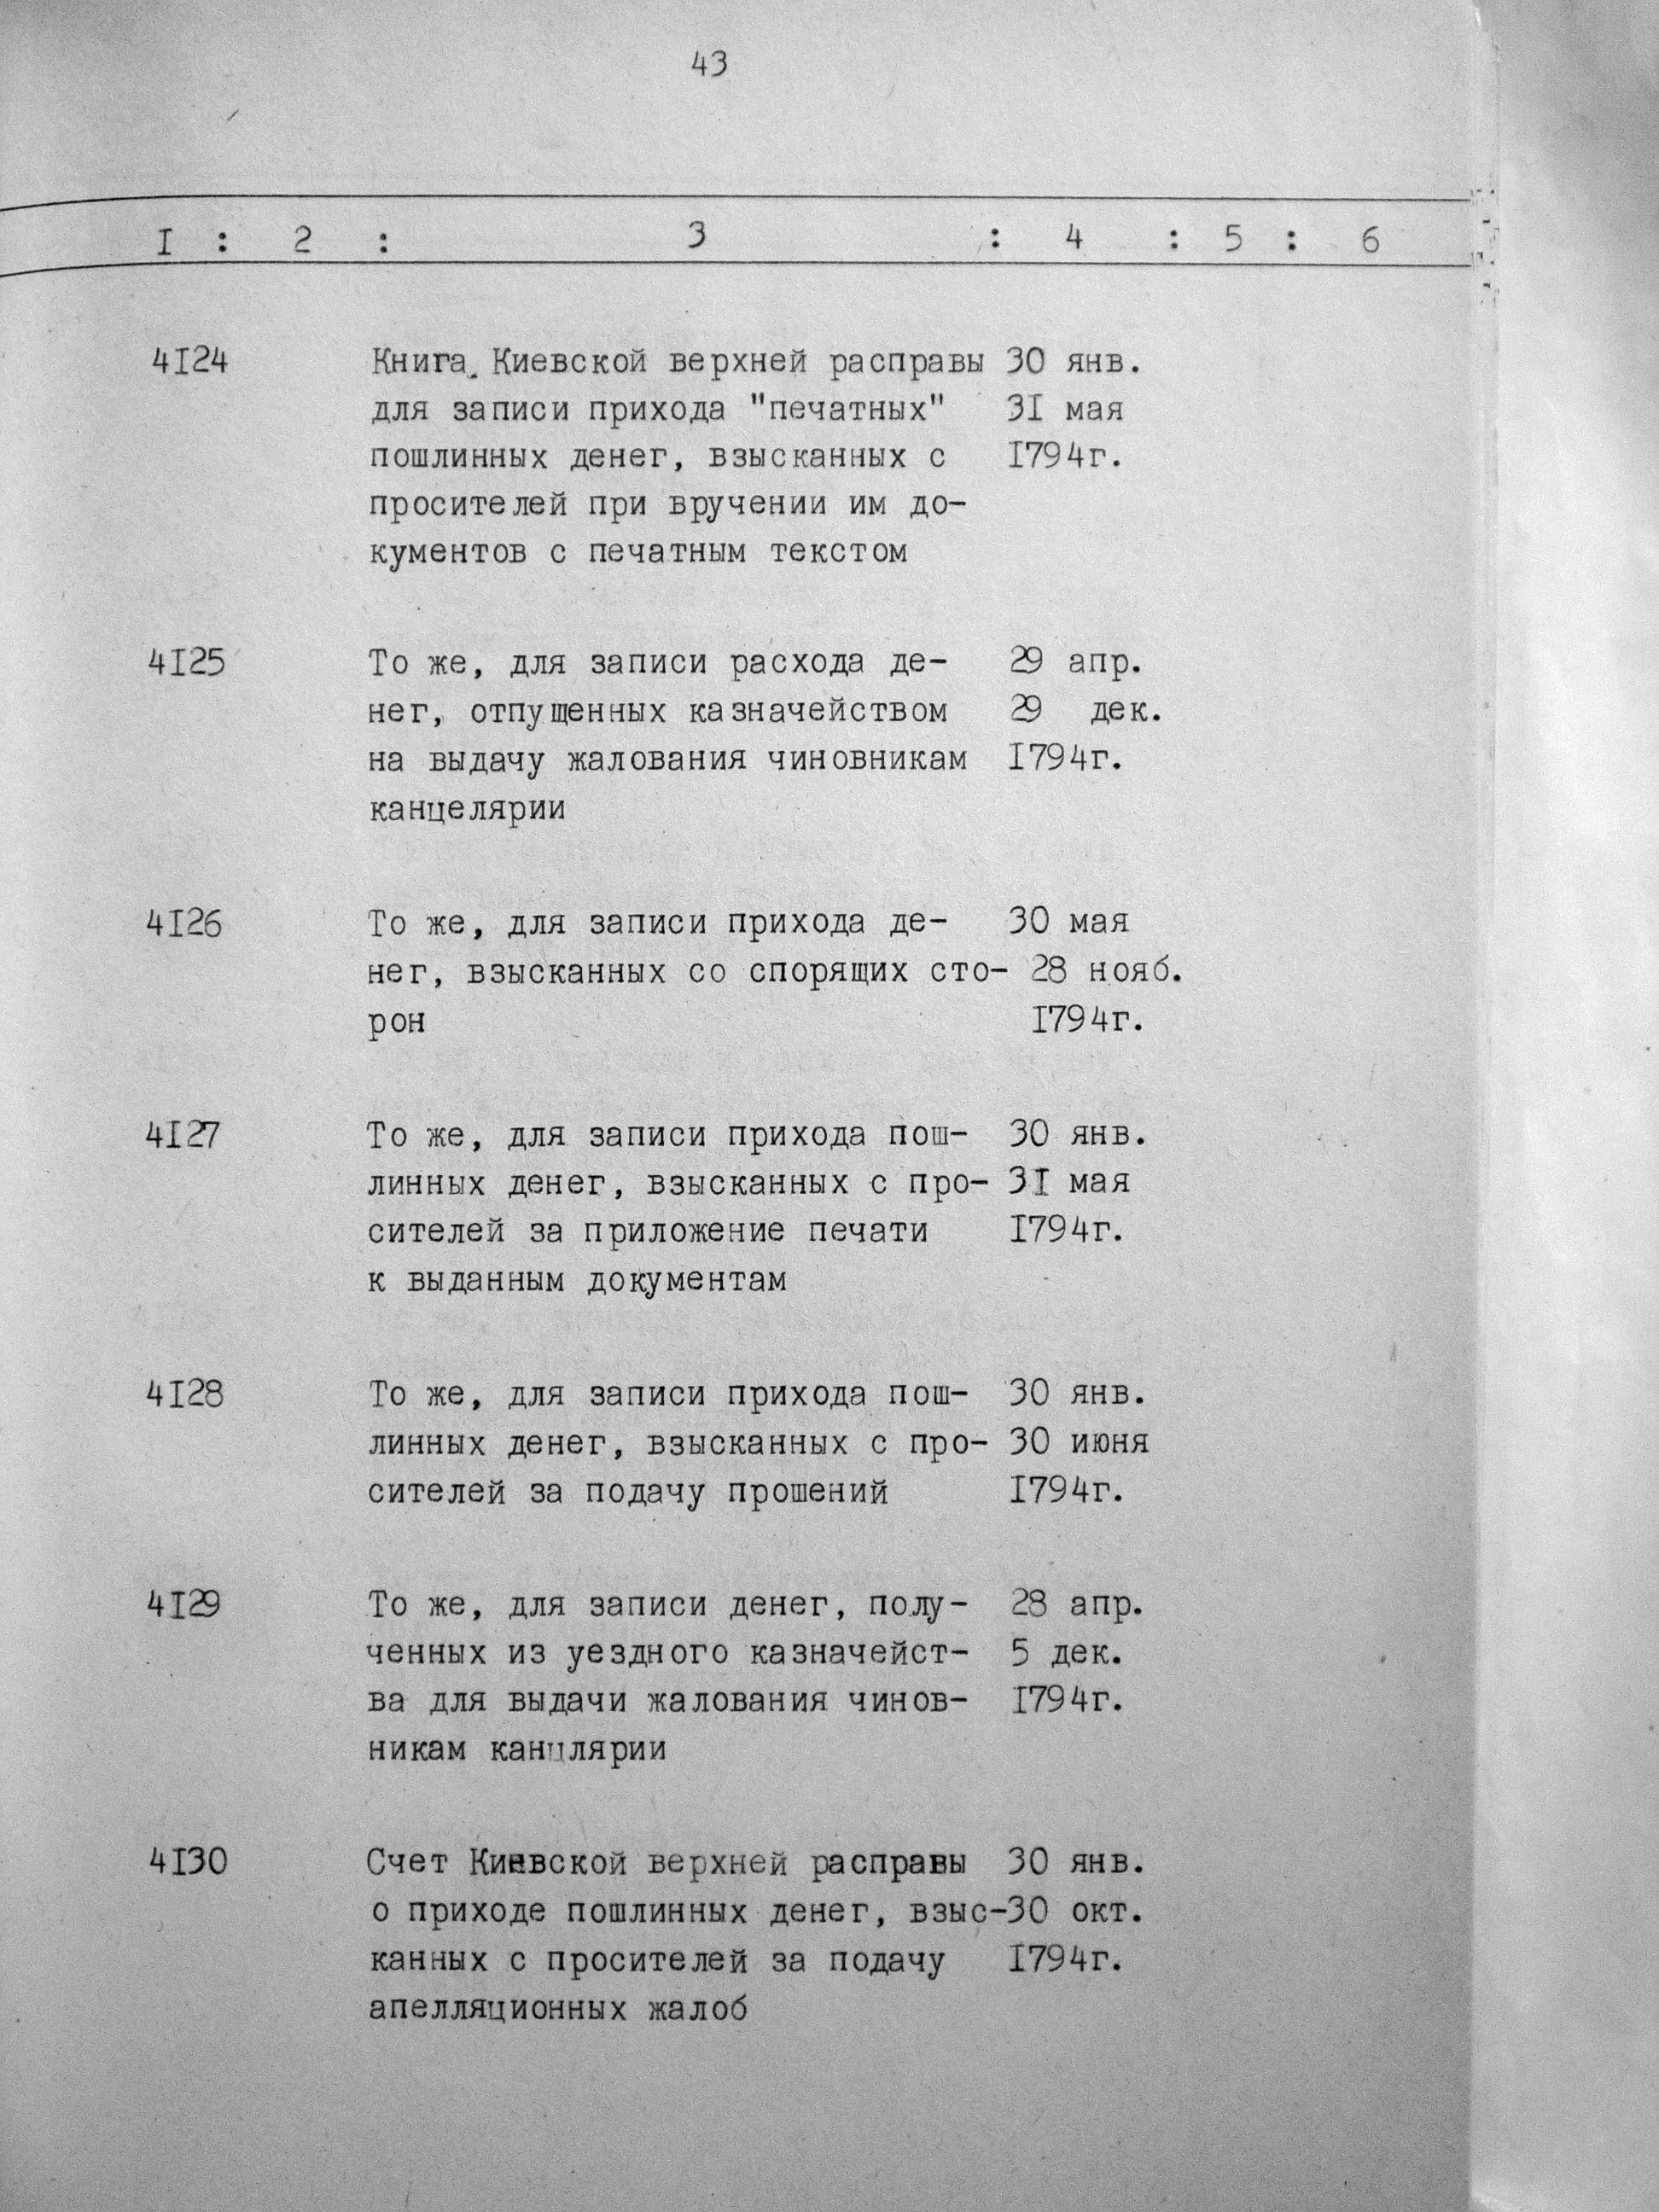 43
I : 2 : 3 : 4 : 5 : 6
4I24 Книга Киевской верхней расправы 30 янв.
для записи прихода "печатных" 3I мая
пошлинных денег, взысканных с I794г.
просителей при вручении им до-
кументов с печатным текстом
4I25 То же, для записи расхода де- 29 апр.
нег, отпущенных казначейством 29 дек.
на выдачу жалования чиновникам I794г.
канцелярии
4I26 То же, для записи прихода де- 30 мая
нег, взысканных со спорящих сто- 28 нояб.
рон I794г.
4I27 То же, для записи прихода пош- 30 янв.
линных денег, взысканных с про- 3I мая
сителей за приложение печати I794г.
к выданным документам
4I28 То же, для записи прихода пош- 30 янв.
линных денег, взысканных с про- 30 июня
сителей за подачу прошений I794г.
4I29 То же, для записи денег, полу- 28 апр.
ченных из уездного казначейст- 5 дек.
ва для выдачи жалования чинов- I794г.
никам канцлярии
4I30 Счет Киевской верхней расправы 30 янв.
о приходе пошлинных денег, взыс- 30 окт.
канных с просителей за подачу I794г.
апелляционных жалоб